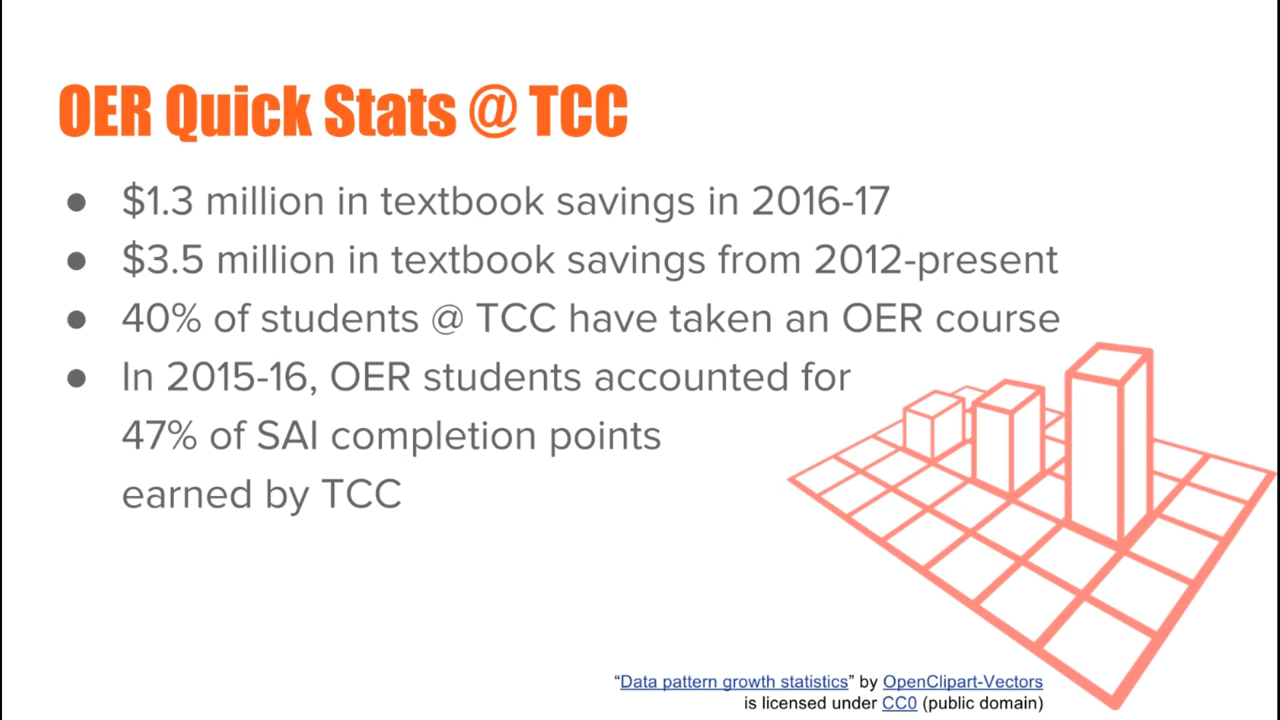 OER Quick Stats @ TCC
● $1.3 million in textbook savings in 2016-17
● $3.5 million in textbook savings from 2012-present
● 40% of students @ TCC have taken an OER course
● In 2015-16, OER students accounted for
47% of SAI completion points
earned by TCC
“Data pattern growth statistics” by OpenClipart-Vectors
is licensed under CC0 (public domain)